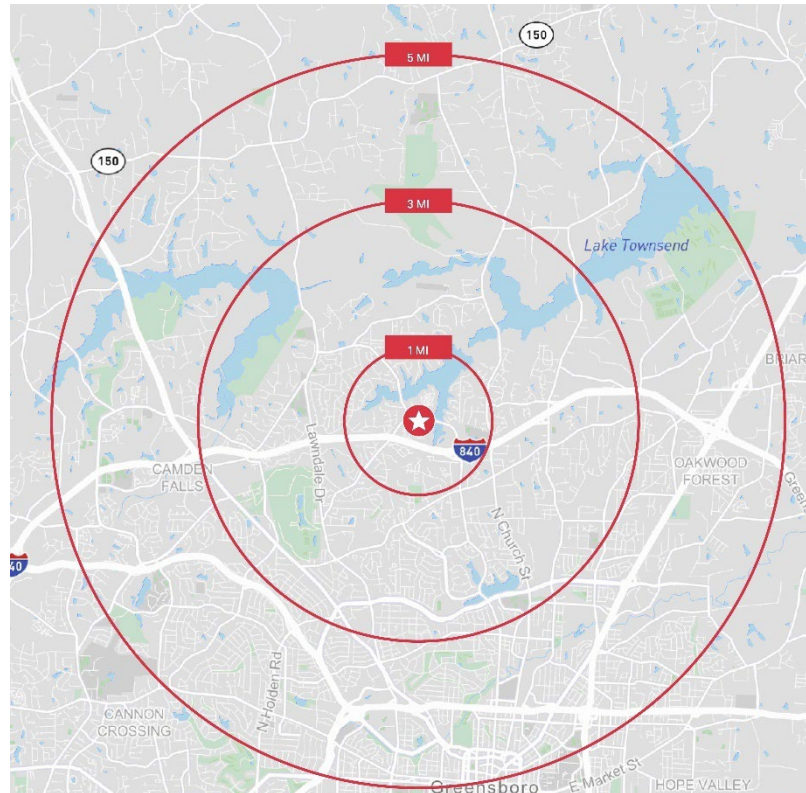 150
5 MI
150
3 MI
Lake Townsend
1 MI
BRIAR
840
Lawndale Dr
CAMDEN
FALLS
OAKWOOD
FOREST
Greens
N Church St
40
N Holden Rd
CANNON
CROSSING
Greensboro
E Market St
HOPE VALLEY